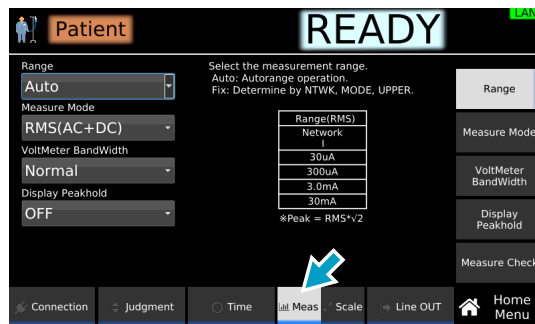 Patient
READY
LAN
Range
Auto
Measure Mode
RMS(AC+DC)
VoltMeter BandWidth
Normal
Display Peakhold
OFF
Select the measurement range.
Auto: Autorange operation.
Fix: Determine by NTWK, MODE, UPPER.
Range(RMS)
Network
I
30uA
300uA
3.0mA
30mA
※Peak = RMS*√2
Range
Measure Mode
VoltMeter
BandWidth
Display
Peakhold
Measure Check
Connection
Judgment
Time
Meas
Scale
Line OUT
Home
Menu